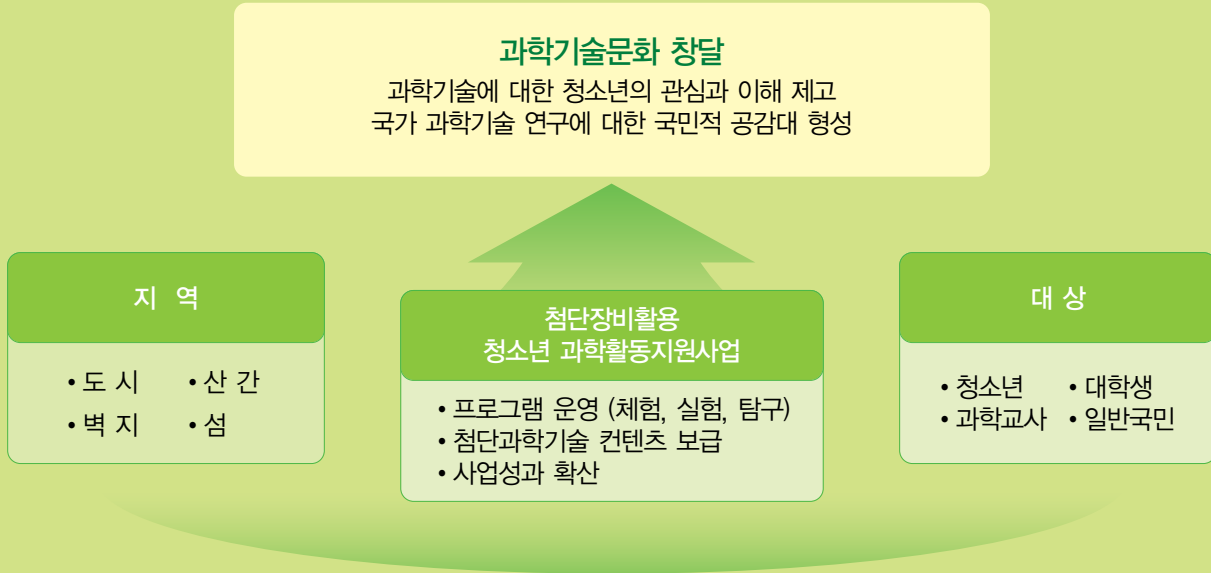 과학기술문화 창달
과학기술에 대한 청소년의 관심과 이해 제고
국가 과학기술 연구에 대한 국민적 공감대 형성
지 역
• 도 시 • 산 간
• 벽 지 • 섬
첨단장비활용
청소년 과학활동지원사업
• 프로그램 운영 (체험, 실험, 탐구)
• 첨단과학기술 컨텐츠 보급
• 사업성과 확산
대 상
• 청소년 • 대학생
• 과학교사 • 일반국민